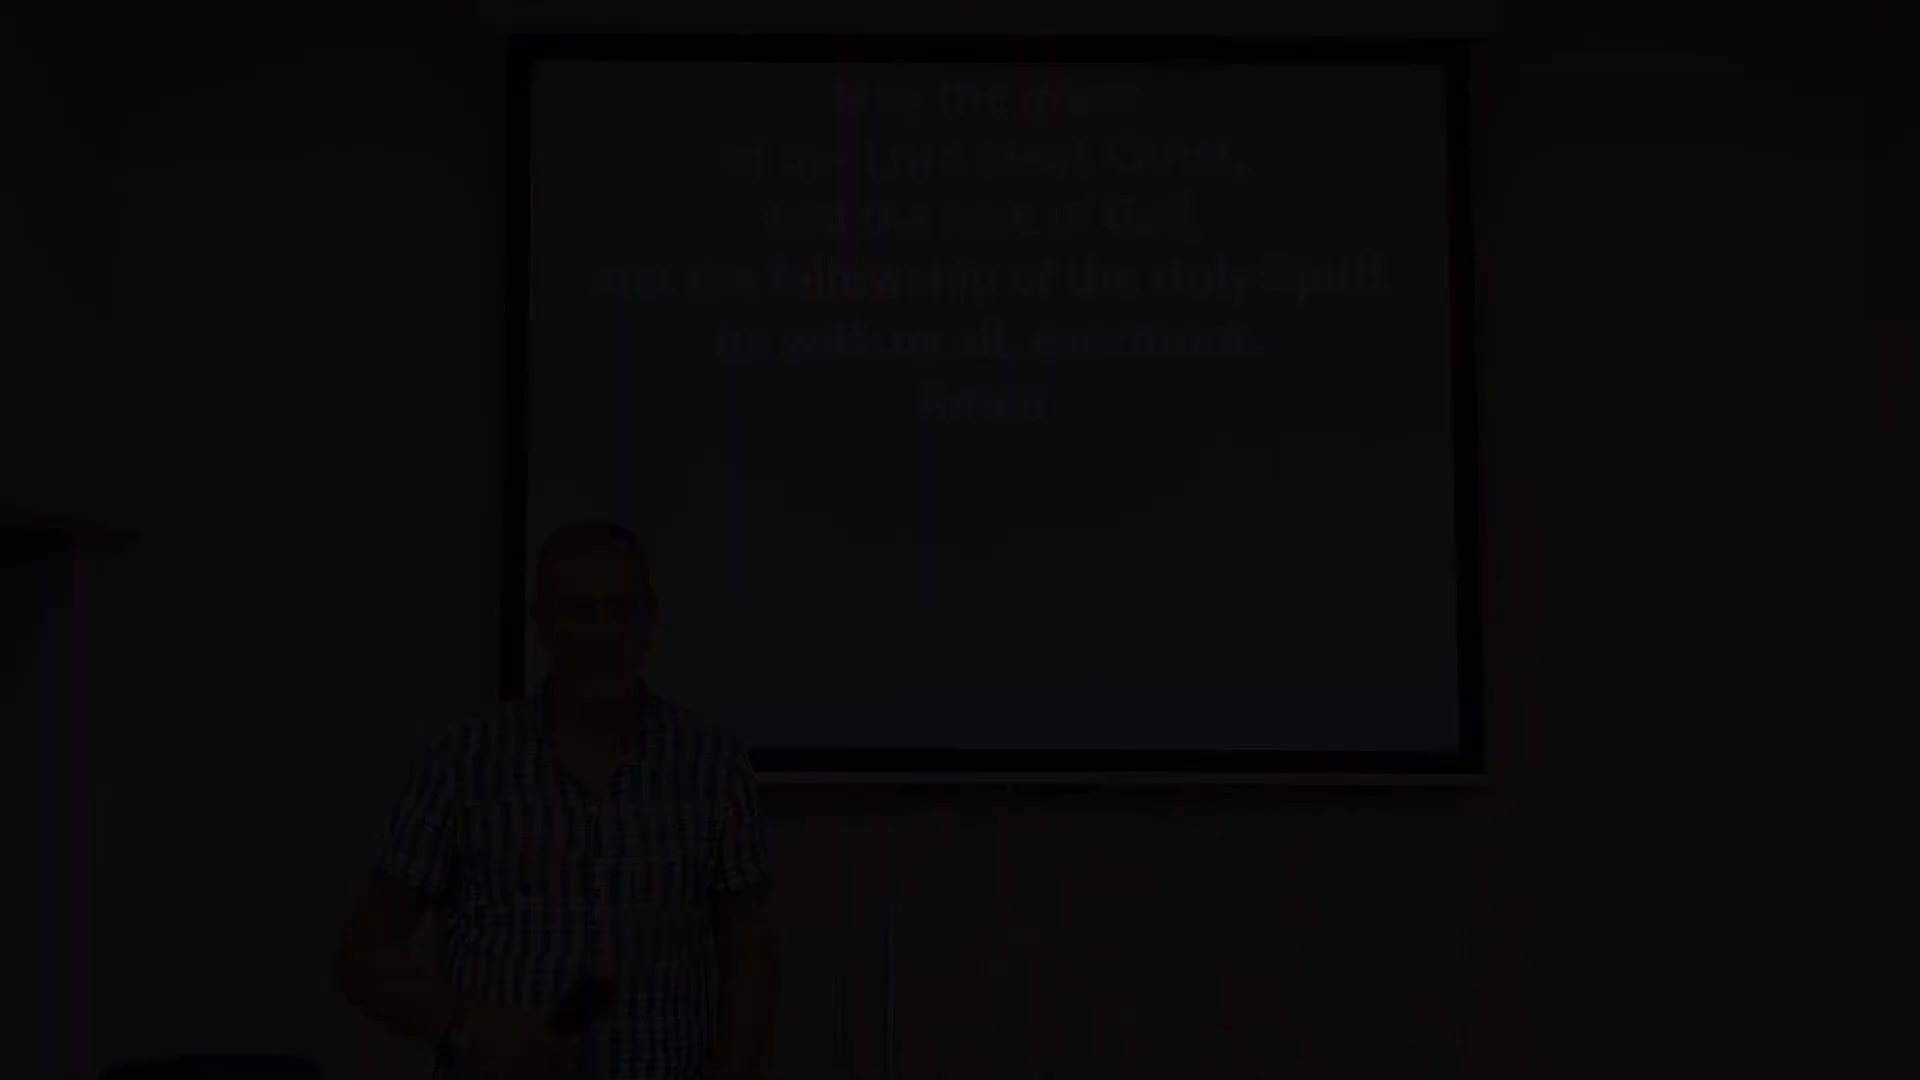 May the grace
of our Lord Jesus Christ,
and the love of God,
and the fellowship of the Holy Spirit
be with us all, evermore.
Amen.